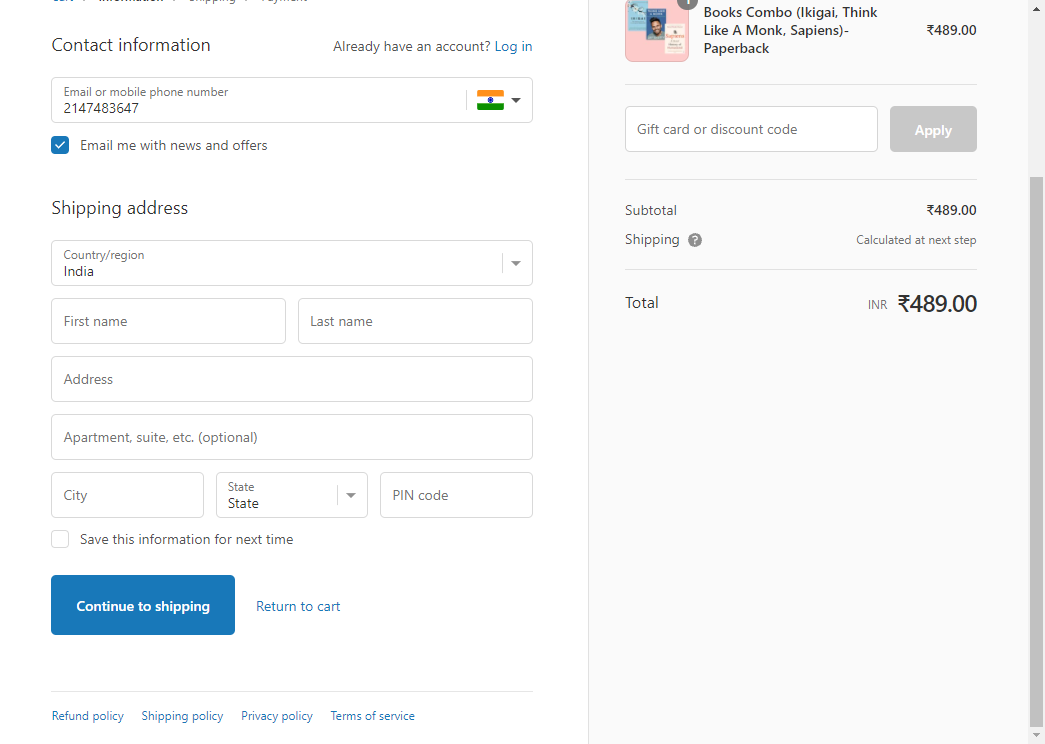 Cart
Information
Shipping
Payment
Contact information
Already have an account? Log in
Email or mobile phone number
2147483647
Email me with news and offers
Shipping address
Country/region
India
First name
Last name
Address
Apartment, suite, etc. (optional)
City
State
State
PIN code
Save this information for next time
Continue to shipping
Return to cart
Refund policy
Shipping policy
Privacy policy
Terms of service
1
Books Combo (Ikigai, Think
Like A Monk, Sapiens)-
Paperback
₹489.00
Gift card or discount code
Apply
Subtotal
₹489.00
Shipping ?
Calculated at next step
Total
INR ₹489.00